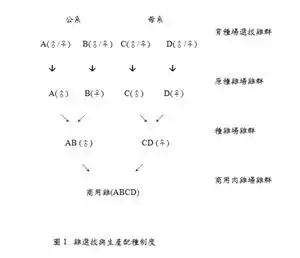 公系 母系
育種場選拔雞群
A(♂/♀) B(♂/♀) C(♂/♀) D(♂/♀)
原種雞場雞群
A(♂) B(♀) C(♂) D(♀)
種雞場雞群
AB (♂) CD (♀)
商用肉雞場雞群
商用雞(ABCD)
圖 1 雞選拔與生產配種制度